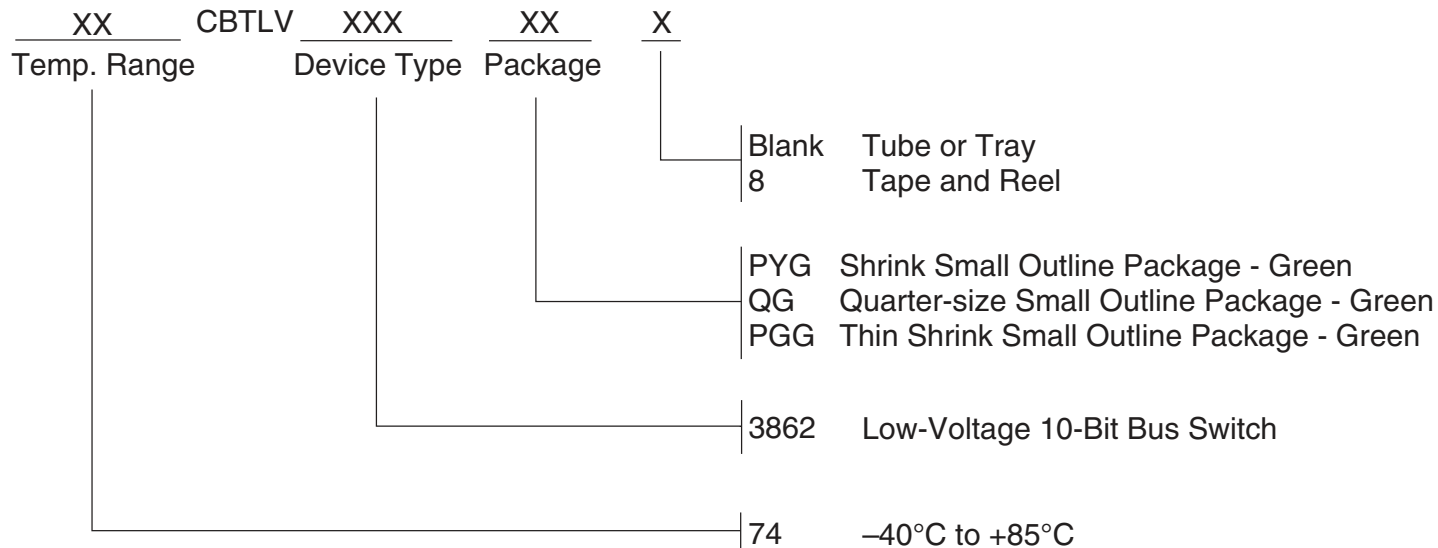 XX CBTLV XXX XX X
Temp. Range Device Type Package
Blank Tube or Tray
8 Tape and Reel
PYG Shrink Small Outline Package - Green
QG Quarter-size Small Outline Package - Green
PGG Thin Shrink Small Outline Package - Green
3862 Low-Voltage 10-Bit Bus Switch
74 –40°C to +85°C